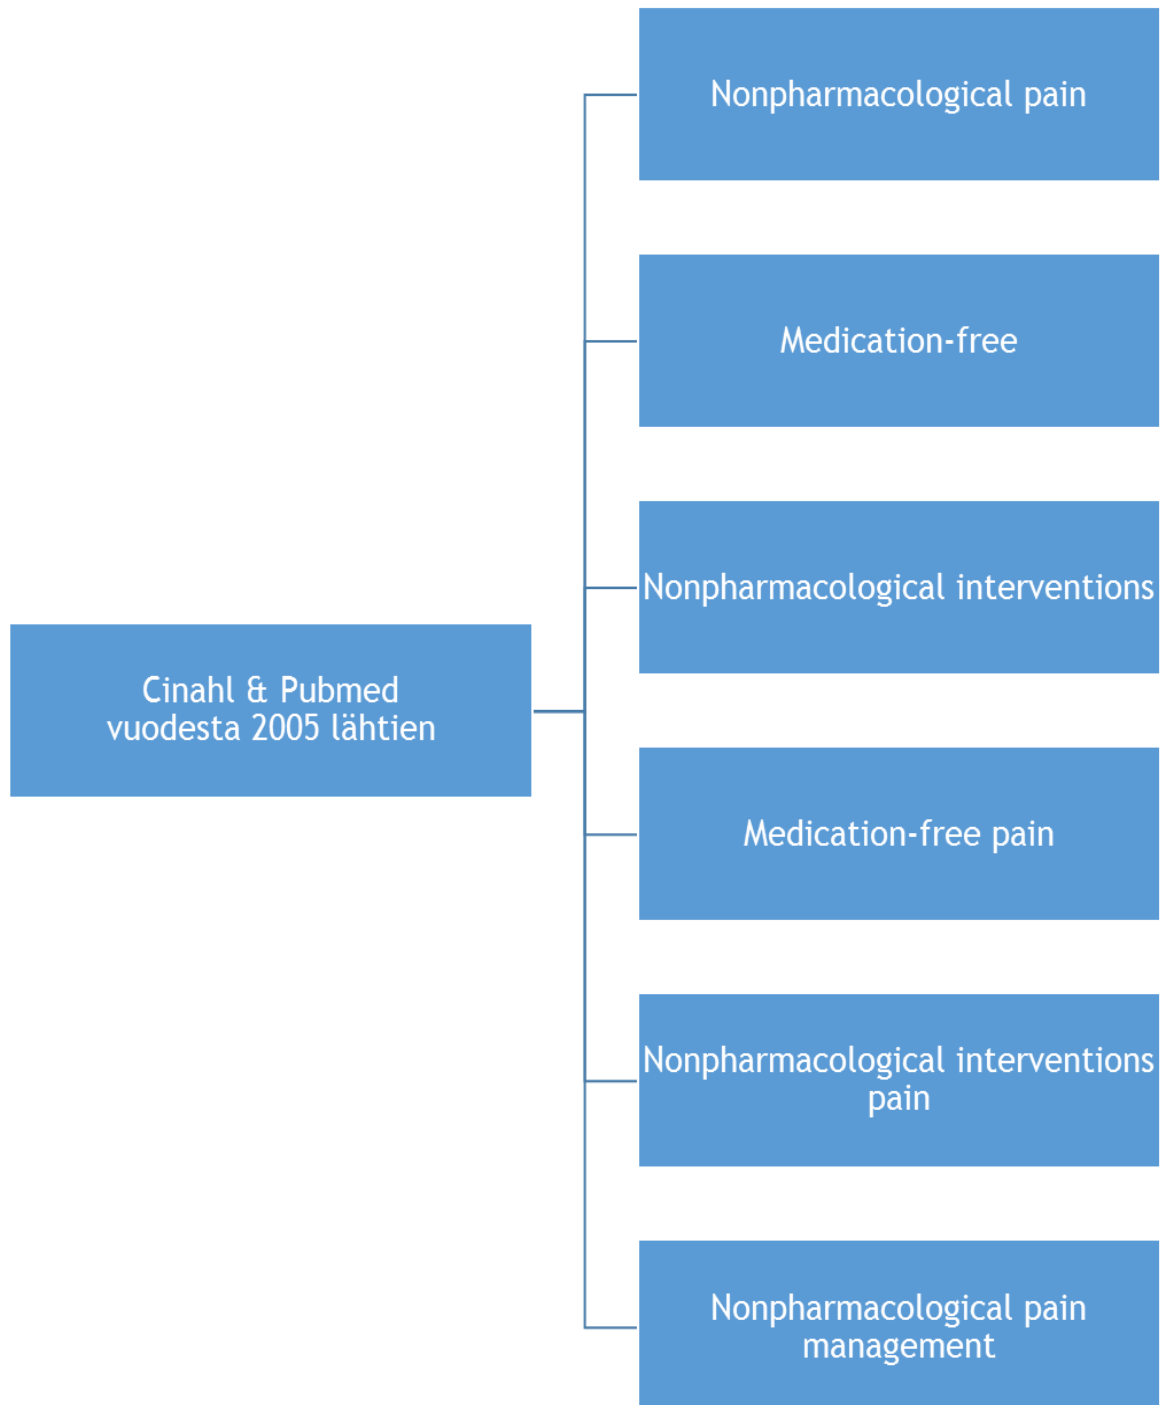 Nonpharmacological pain
Medication-free
Nonpharmacological interventions
Cinahl & Pubmed
vuodesta 2005 lähtien
Medication-free pain
Nonpharmacological interventions
pain
Nonpharmacological pain
management